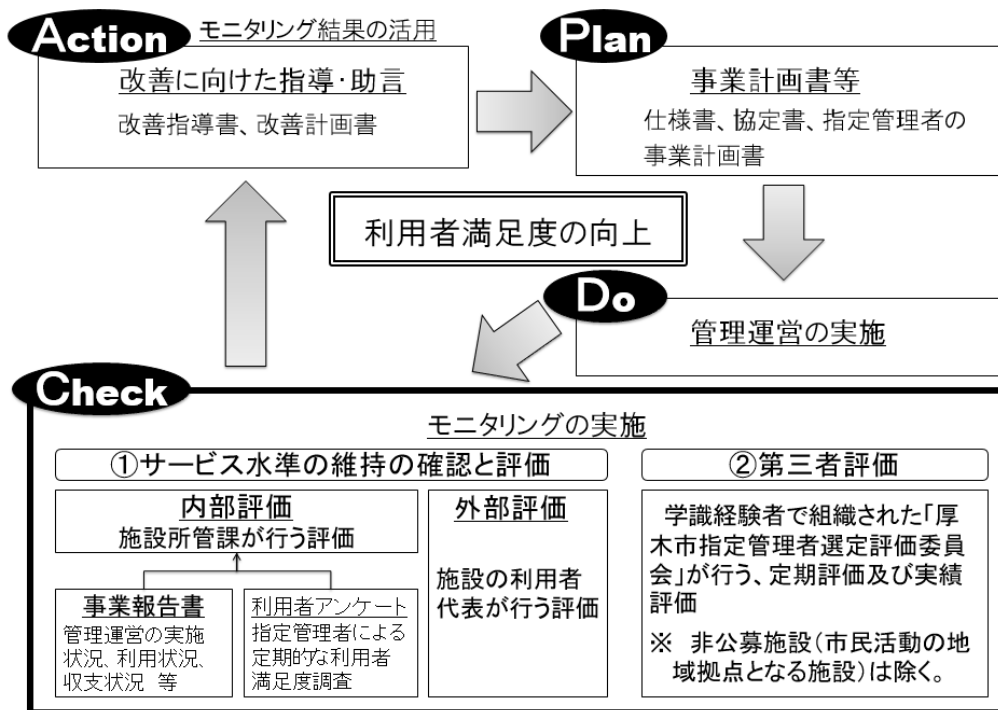 Action
モニタリング結果の活用
改善に向けた指導・助言
改善指導書、改善計画書
Plan
事業計画書等
仕様書、協定書、指定管理者の
事業計画書
利用者満足度の向上
Do
管理運営の実施
Check
モニタリングの実施
①サービス水準の維持の確認と評価
内部評価
施設所管課が行う評価
事業報告書
管理運営の実施
状況、利用状況、
収支状況 等
利用者アンケート
指定管理者による
定期的な利用者
満足度調査
外部評価
施設の利用者
代表が行う評価
②第三者評価
学識経験者で組織された「厚
木市指定管理者選定評価委員
会」が行う、定期評価及び実績
評価
※ 非公募施設（市民活動の地
域拠点となる施設）は除く。